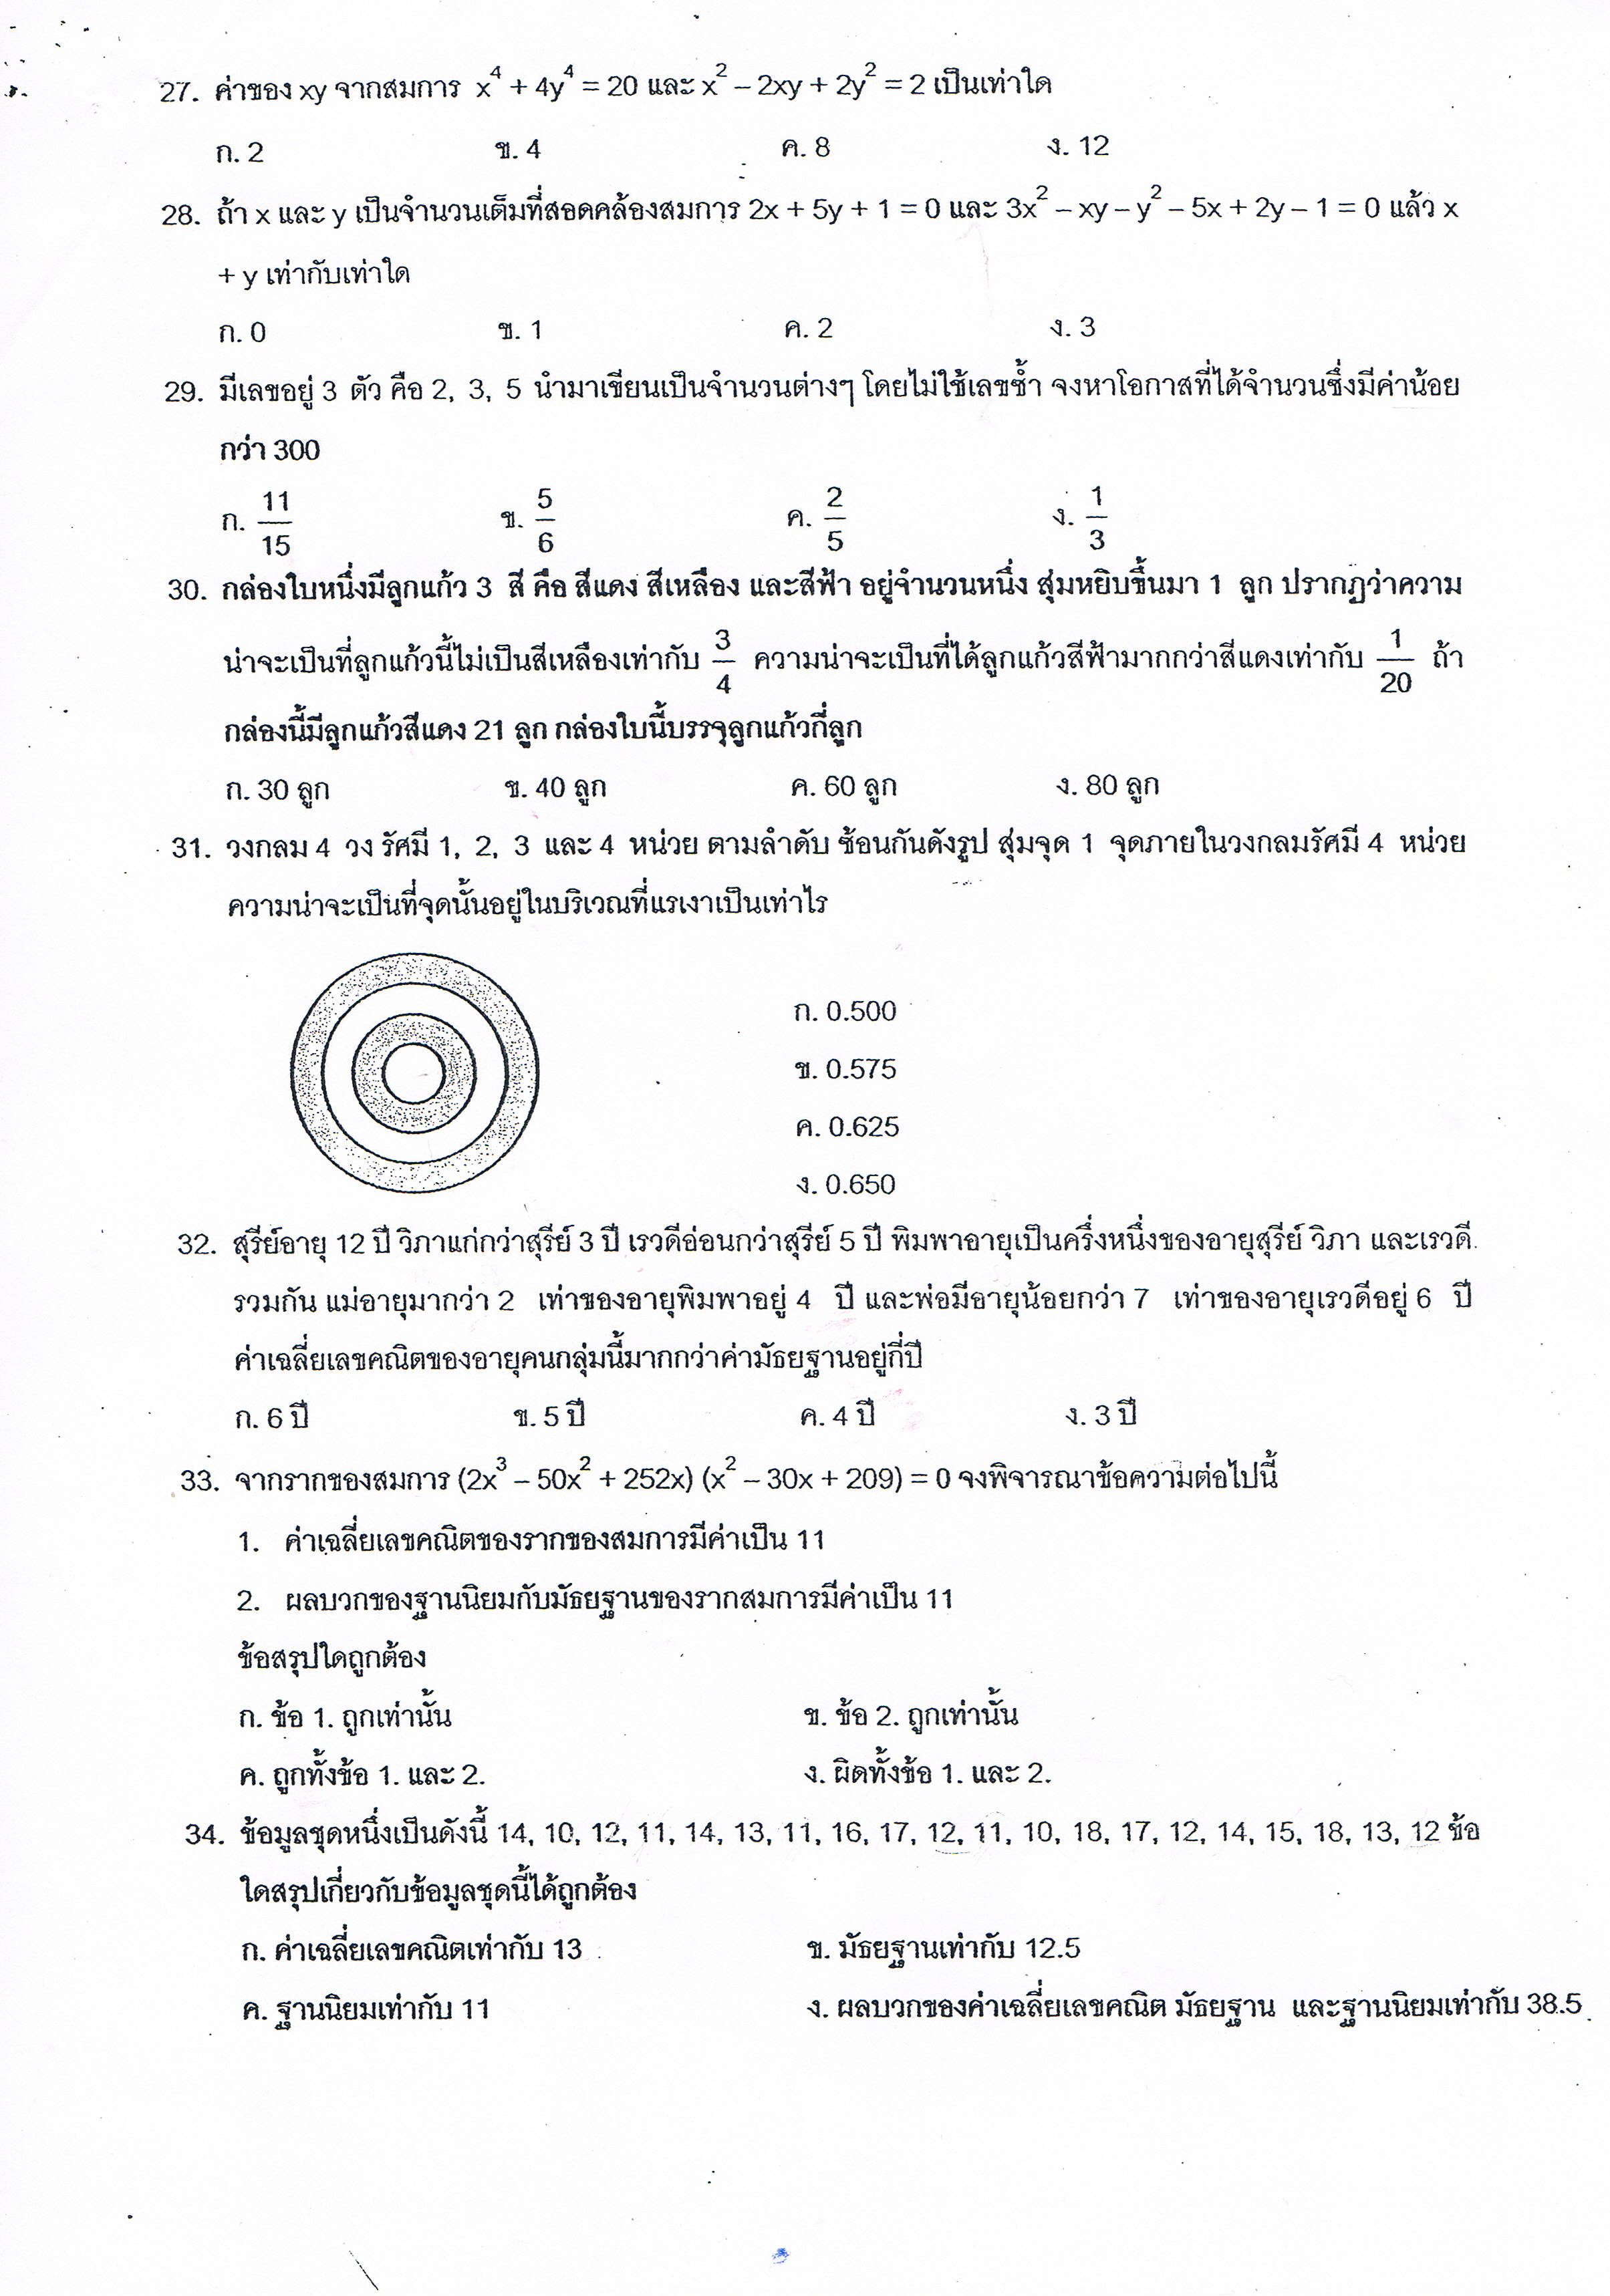 27. ค่าของ xy จากสมการ x⁴ + 4y⁴ = 20 และ x² – 2xy + 2y² = 2 เป็นเท่าใด
ก. 2 ข. 4 ค. 8 ง. 12
28. ถ้า x และ y เป็นจำนวนเต็มที่สอดคล้องสมการ 2x + 5y + 1 = 0 และ 3x² – xy – y² – 5x + 2y – 1 = 0 แล้ว x
+ y เท่ากับเท่าใด
ก. 0 ข. 1 ค. 2 ง. 3
29. มีเลขอยู่ 3 ตัว คือ 2, 3, 5 นำมาเขียนเป็นจำนวนต่างๆ โดยไม่ใช้เลขซ้ำ จงหาโอกาสที่ได้จำนวนซึ่งมีค่าน้อย
กว่า 300
ก. 11/15 ข. 5/6 ค. 2/5 ง. 1/3
30. กล่องใบหนึ่งมีลูกแก้ว 3 สี คือ สีแดง สีเหลือง และสีฟ้า อยู่จำนวนหนึ่ง สุ่มหยิบขึ้นมา 1 ลูก ปรากฏว่าความ
น่าจะเป็นที่ลูกแก้วนี้ไม่เป็นสีเหลืองเท่ากับ 3/4 ความน่าจะเป็นที่ได้ลูกแก้วสีฟ้ามากกว่าสีแดงเท่ากับ 1/20 ถ้า
กล่องนี้มีลูกแก้วสีแดง 21 ลูก กล่องใบนี้บรรจุลูกแก้วกี่ลูก
ก. 30 ลูก ข. 40 ลูก ค. 60 ลูก ง. 80 ลูก
31. วงกลม 4 วง รัศมี 1, 2, 3 และ 4 หน่วย ตามลำดับ ซ้อนกันดังรูป สุ่มจุด 1 จุดภายในวงกลมรัศมี 4 หน่วย
ความน่าจะเป็นที่จุดนั้นอยู่ในบริเวณที่แรเงาเป็นเท่าไร
ก. 0.500
ข. 0.575
ค. 0.625
ง. 0.650
32. สุรีย์อายุ 12 ปี วิภาแก่กว่าสุรีย์ 3 ปี เรวดีอ่อนกว่าสุรีย์ 5 ปี พิมพาอายุเป็นครึ่งหนึ่งของอายุสุรีย์ วิภา และเรวดี
รวมกัน แม่อายุมากว่า 2 เท่าของอายุพิมพาอยู่ 4 ปี และพ่อมีอายุน้อยกว่า 7 เท่าของอายุเรวดีอยู่ 6 ปี
ค่าเฉลี่ยเลขคณิตของอายุคนกลุ่มนี้มากกว่าค่ามัธยฐานอยู่กี่ปี
ก. 6 ปี ข. 5 ปี ค. 4 ปี ง. 3 ปี
33. จากรากของสมการ (2x³ – 50x² + 252x) (x² – 30x + 209) = 0 จงพิจารณาข้อความต่อไปนี้
1. ค่าเฉลี่ยเลขคณิตของรากของสมการมีค่าเป็น 11
2. ผลบวกของฐานนิยมกับมัธยฐานของรากสมการมีค่าเป็น 11
ข้อสรุปใดถูกต้อง
ก. ข้อ 1. ถูกเท่านั้น ข. ข้อ 2. ถูกเท่านั้น
ค. ถูกทั้งข้อ 1. และ 2. ง. ผิดทั้งข้อ 1. และ 2.
34. ข้อมูลชุดหนึ่งเป็นดังนี้ 14, 10, 12, 11, 14, 13, 11, 16, 17, 12, 11, 10, 18, 17, 12, 14, 15, 18, 13, 12 ข้อ
ใดสรุปเกี่ยวกับข้อมูลชุดนี้ได้ถูกต้อง
ก. ค่าเฉลี่ยเลขคณิตเท่ากับ 13 ข. มัธยฐานเท่ากับ 12.5
ค. ฐานนิยมเท่ากับ 11 ง. ผลบวกของค่าเฉลี่ยเลขคณิต มัธยฐาน และฐานนิยมเท่ากับ 38.5